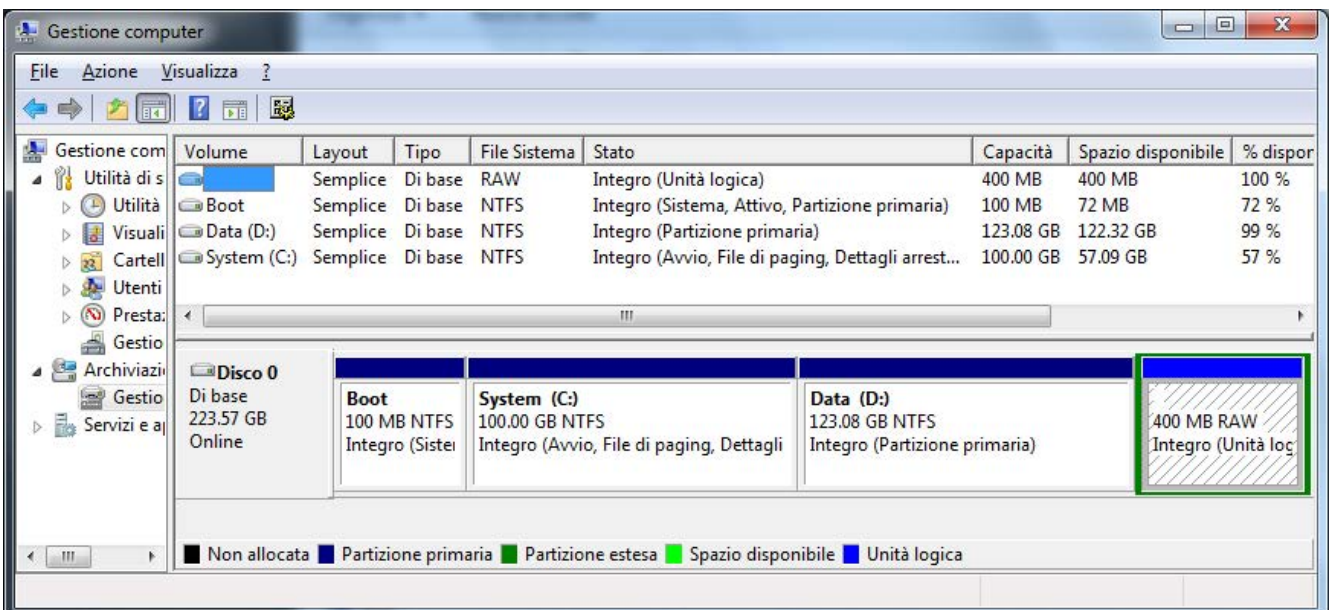 Gestione computer
File Azione Visualizza ?
Gestione com
Utilità di s
Utilità
Visuali
Cartell
Utenti
Presta
Gestio
Archiviazi
Gestio
Servizi e a
Volume Layout Tipo File Sistema Stato Capacità Spazio disponibile % dispor
Semplice Di base RAW Integro (Unità logica) 400 MB 400 MB 100 %
Boot Semplice Di base NTFS Integro (Sistema, Attivo, Partizione primaria) 100 MB 72 MB 72 %
Data (D:) Semplice Di base NTFS Integro (Partizione primaria) 123.08 GB 122.32 GB 99 %
System (C:) Semplice Di base NTFS Integro (Avvio, File di paging, Dettagli arrest... 100.00 GB 57.09 GB 57 %
Disco 0
Di base
223.57 GB
Online
Boot
100 MB NTFS
Integro (Sister
System (C:)
100.00 GB NTFS
Integro (Avvio, File di paging, Dettagli
Data (D:)
123.08 GB NTFS
Integro (Partizione primaria)
400 MB RAW
Integro (Unità log
Non allocata Partizione primaria Partizione estesa Spazio disponibile Unità logica